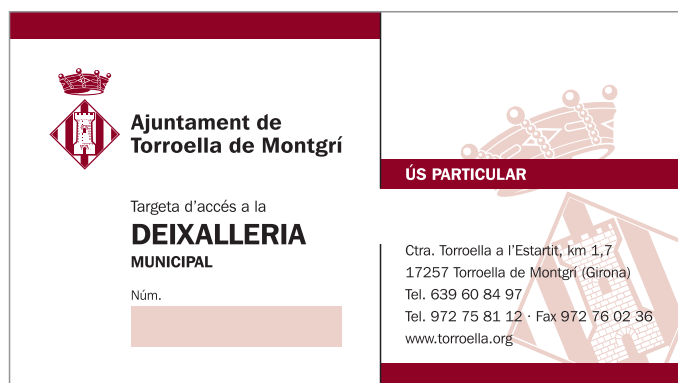 Ajuntament de
Torroella de Montgrí
Targeta d’accés a la
DEIXALLERIA
MUNICIPAL
Núm.
ÚS PARTICULAR
Ctra. Torroella a l’Estartit, km 1,7
17257 Torroella de Montgrí (Girona)
Tel. 639 60 84 97
Tel. 972 75 81 12 · Fax 972 76 02 36
www.torroella.org